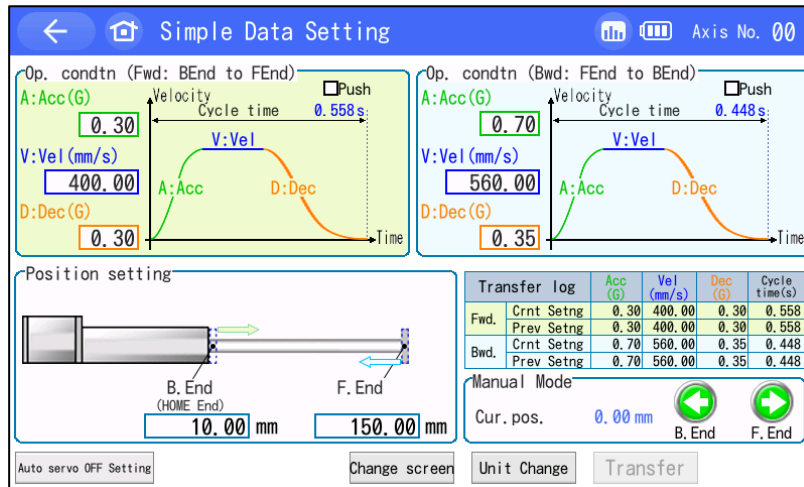 Simple Data Setting
Axis No. 00
Op. condtn (Fwd: BEnd to FEnd)
A:Acc(G)
0.30
V:Vel(mm/s)
400.00
D:Dec(G)
0.30
Velocity
Push
Cycle time 0.558s
V:Vel
A:Acc D:Dec
Time
Op. condtn (Bwd: FEnd to BEnd)
A:Acc(G)
0.70
V:Vel(mm/s)
560.00
D:Dec(G)
0.35
Velocity
Push
Cycle time 0.448s
V:Vel
A:Acc D:Dec
Time
Position setting
B.End
(HOME End)
10.00 mm
F.End
150.00 mm
Transfer log Acc (G) Vel (mm/s) Dec (G) Cycle time(s)
Fwd. Crnt Setng 0.30 400.00 0.30 0.558
Prev Setng 0.30 400.00 0.30 0.558
Bwd. Crnt Setng 0.70 560.00 0.35 0.448
Prev Setng 0.70 560.00 0.35 0.448
Manual Mode
Cur.pos. 0.00 mm
B.End F.End
Auto servo OFF Setting
Change screen
Unit Change
Transfer